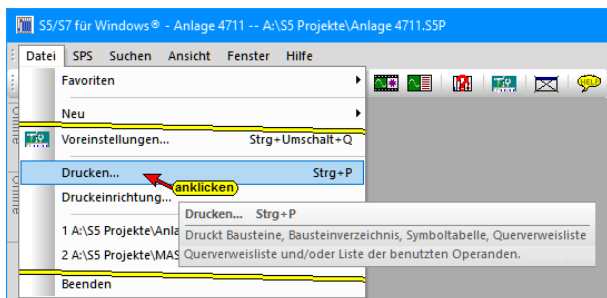 S5/S7 für Windows® - Anlage 4711 -- A:\S5 Projekte\Anlage 4711.S5P
Datei SPS Suchen Ansicht Fenster Hilfe
Favoriten
HELP
Neu
Voreinstellungen... Strg+Umschalt+Q
Drucken... Strg+P
anklicken
Druckeinrichtung...
Drucken... Strg+P
1 A:\S5 Projekte\Anla
Druckt Bausteine, Bausteinverzeichnis, Symboltabelle, Querverweisliste
2 A:\S5 Projekte\MAS
Querverweisliste und/oder Liste der benutzten Operanden.
Beenden